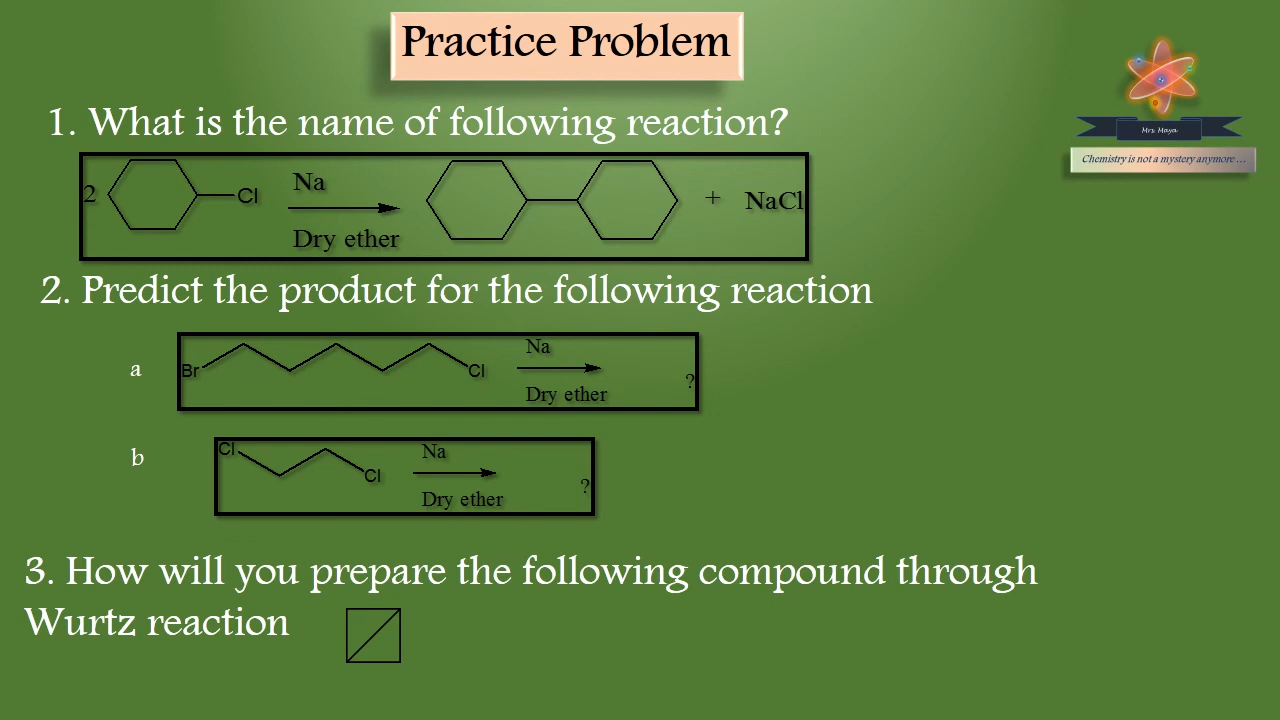 Practice Problem
Mrs. Maya
Chemistry is not a mystery anymore ...
1. What is the name of following reaction?
2 Cl Na Dry ether + NaCl
2. Predict the product for the following reaction
a Br Cl Na Dry ether ?
b Cl Cl Na Dry ether ?
3. How will you prepare the following compound through
Wurtz reaction